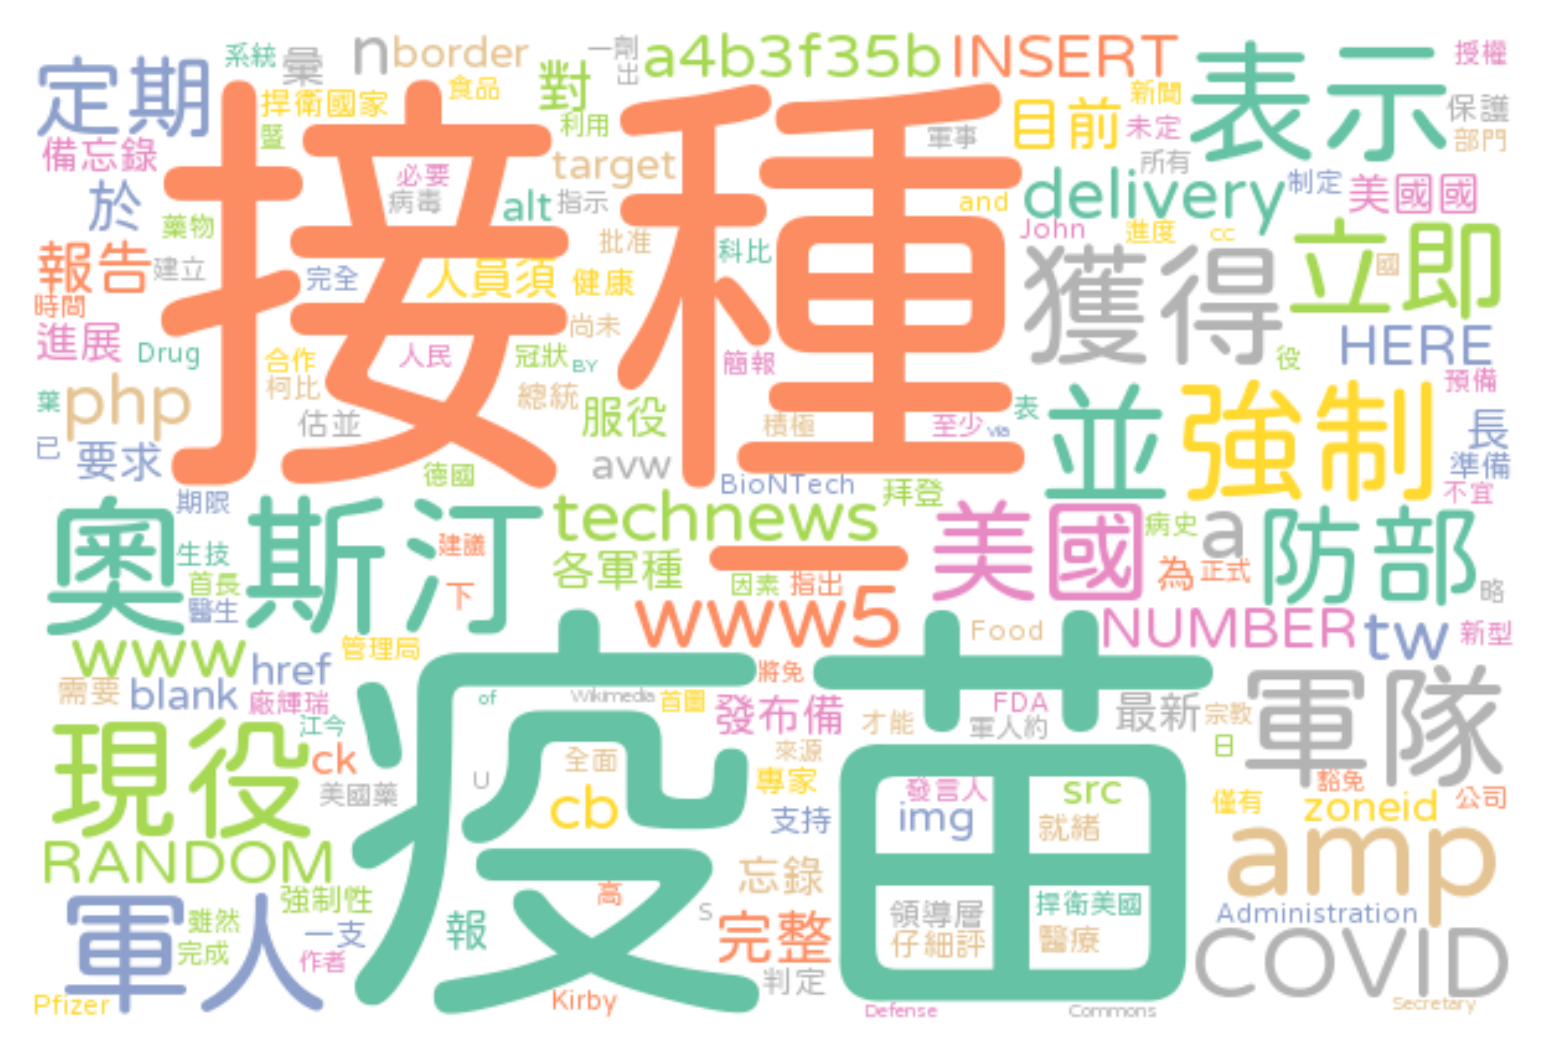 系統 彙 n border 一劑 出 a4b3f35b INSERT 表示 授權
定期 捍衛國家 食品 對 目前 新聞 保護
備忘錄 暨 利用 軍事 未定 部門
接種
於 必要 target 所有 delivery 制定 美國國
藥物 病毒 alt 指示 and John 進度 cc
報告 建立 完全 人員須 批准 健康 科比 獲得 立即 國
時間 尚未
進展 Drug 合作 人民 冠狀 BY 簡報 役 HERE
葉 php 柯比 總統 預備
估並 服役 積極 至少 表 並 強制 長
已 要求 德國 avw via 準備
期限 BioNTech 拜登 不宜
奧斯汀 建議 technews 一 美國 病史 a 防部
生技 各軍種 為 正式
首長 下 因素 指出 略
醫生 www5 Food NUMBER tw 新型
www href 管理局 疫苗 將免
需要 blank 廠輝瑞 of Wikimedia 首圖 發布備 FDA 最新 宗教 軍隊
江今 才能 軍人約 日
現役 ck 全面 來源
美國藥 U cb 專家 發言人 src 豁免
支持 img 就緒 僅有 zoneid 公司
RANDOM 忘錄 amp
強制性 高 領導層 捍衛美國 Administration
軍人 雖然 一支 報 S 完整 仔細評 醫療 COVID
完成 作者 判定
Pfizer Kirby Defense Commons Secretary